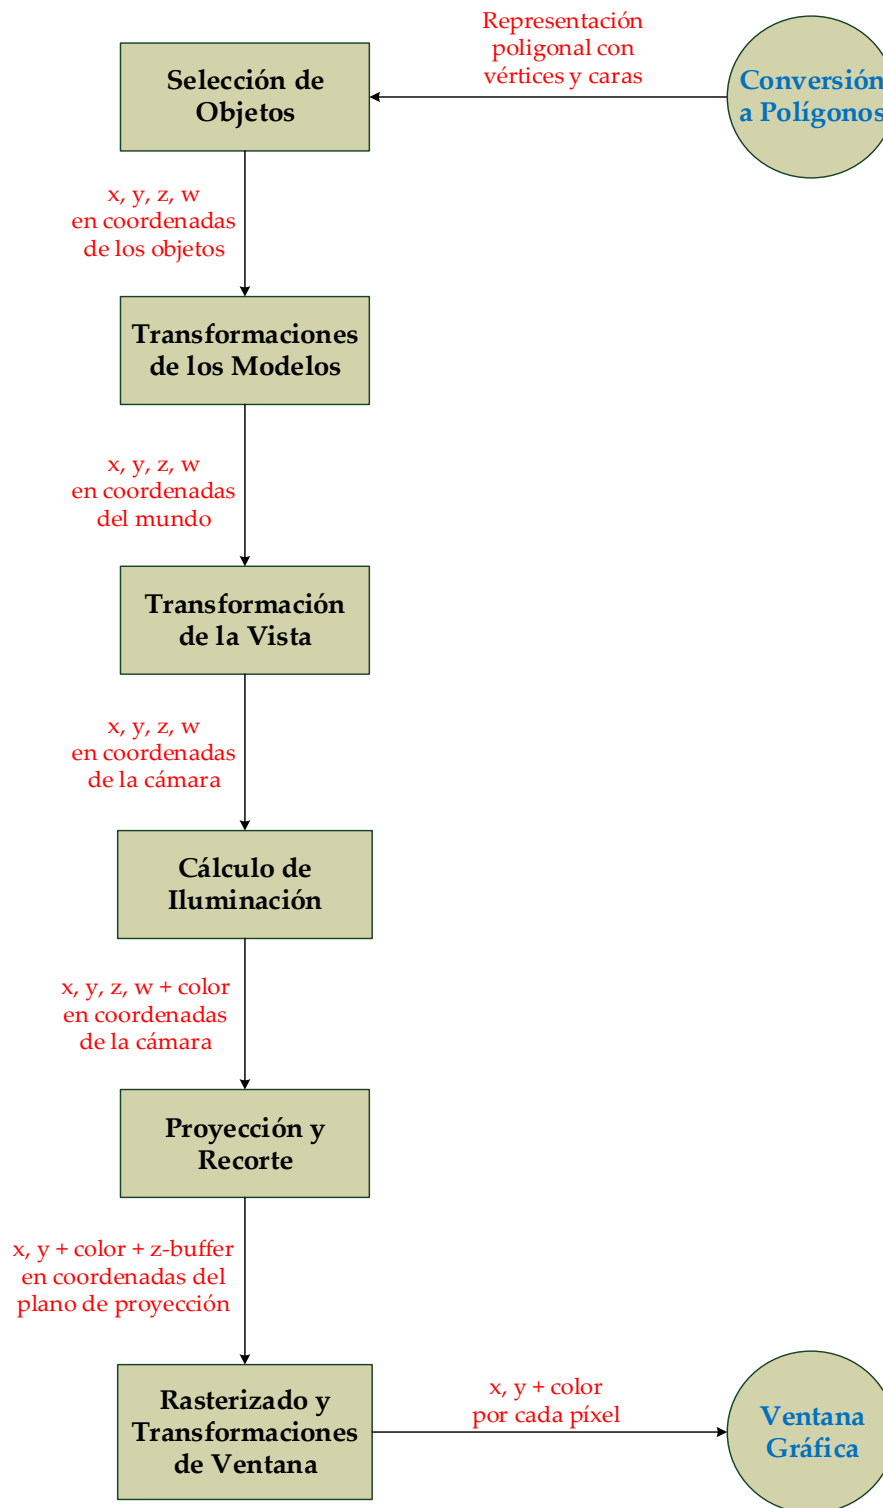 Representación
poligonal con
vértices y caras
Conversión
a Polígonos
Selección de
Objetos
x, y, z, w
en coordenadas
de los objetos
Transformaciones
de los Modelos
x, y, z, w
en coordenadas
del mundo
Transformación
de la Vista
x, y, z, w
en coordenadas
de la cámara
Cálculo de
Iluminación
x, y, z, w + color
en coordenadas
de la cámara
Proyección y
Recorte
x, y + color + z-buffer
en coordenadas del
plano de proyección
Rasterizado y
Transformaciones
de Ventana
x, y + color
por cada píxel
Ventana
Gráfica